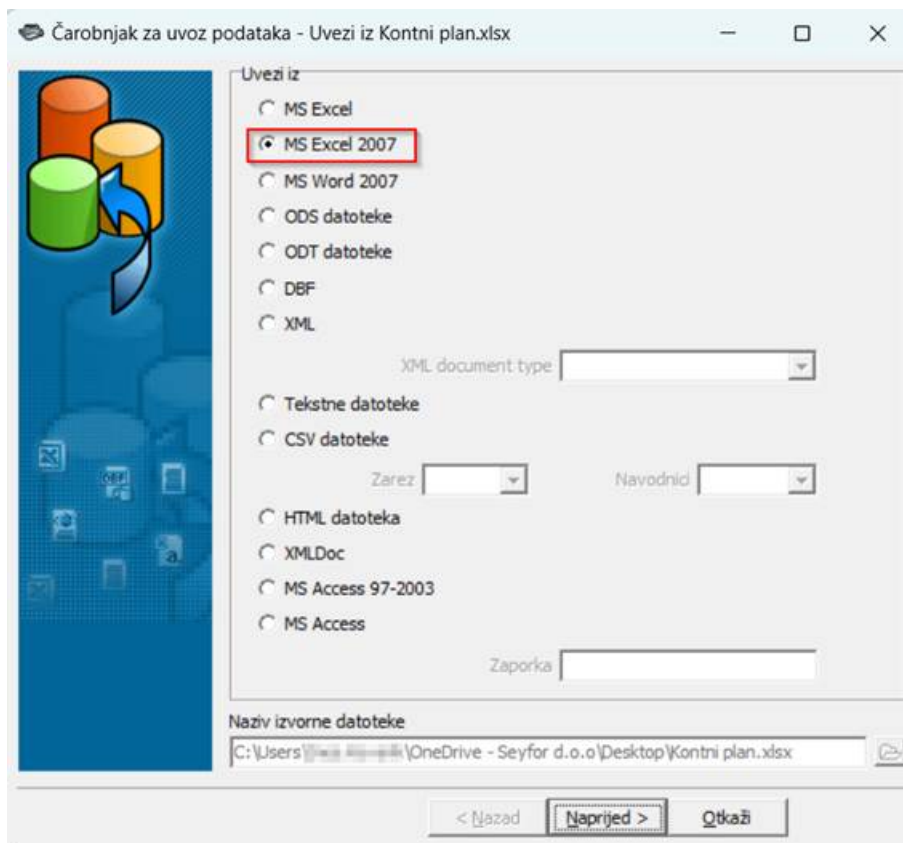 Čarobnjak za uvoz podataka - Uvezi iz Kontni plan.xlsx
Uvezi iz
MS Excel
MS Excel 2007
MS Word 2007
ODS datoteke
ODT datoteke
DBF
XML
XML document type
Tekstne datoteke
CSV datoteke
Zarez Navodnici
HTML datoteka
XMLDoc
MS Access 97-2003
MS Access
Zaporka
Naziv izvorne datoteke
C:\Users\ \OneDrive - Seyfor d.o.o\Desktop\Kontni plan.xlsx
< Nazad Naprijed > Otkaži